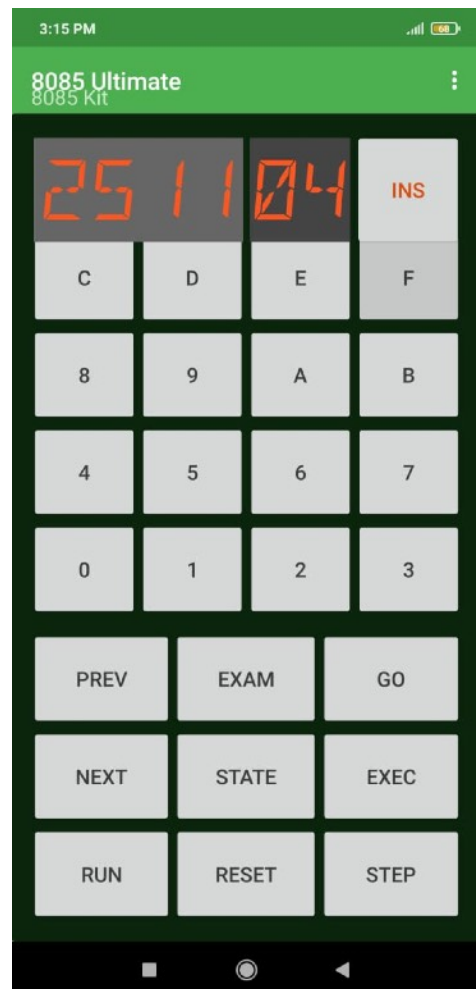 3:15 PM 68
8085 Ultimate
8085 Kit
2511 04 INS
C D E F
8 9 A B
4 5 6 7
0 1 2 3
PREV EXAM GO
NEXT STATE EXEC
RUN RESET STEP